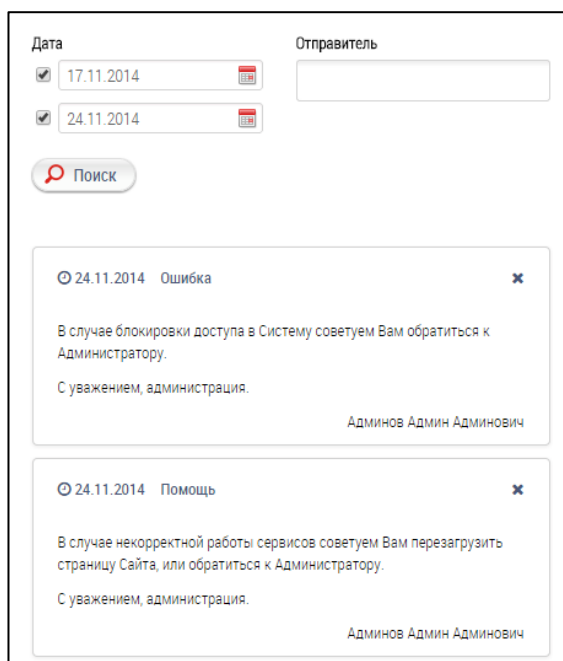 Дата
Отправитель
17.11.2014
24.11.2014
Поиск
24.11.2014 Ошибка
В случае блокировки доступа в Систему советуем Вам обратиться к
Администратору.
С уважением, администрация.
Админов Админ Админович
24.11.2014 Помощь
В случае некорректной работы сервисов советуем Вам перезагрузить
страницу Сайта, или обратиться к Администратору.
С уважением, администрация.
Админов Админ Админович